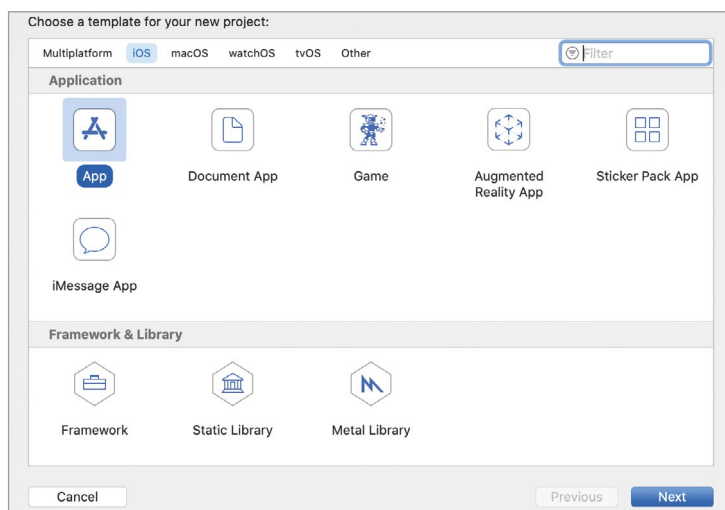 Choose a template for your new project:
Multiplatform iOS macOS watchOS tvOS Other Filter
Application
App Document App Game Augmented Reality App Sticker Pack App
iMessage App
Framework & Library
Framework Static Library Metal Library
Cancel Previous Next